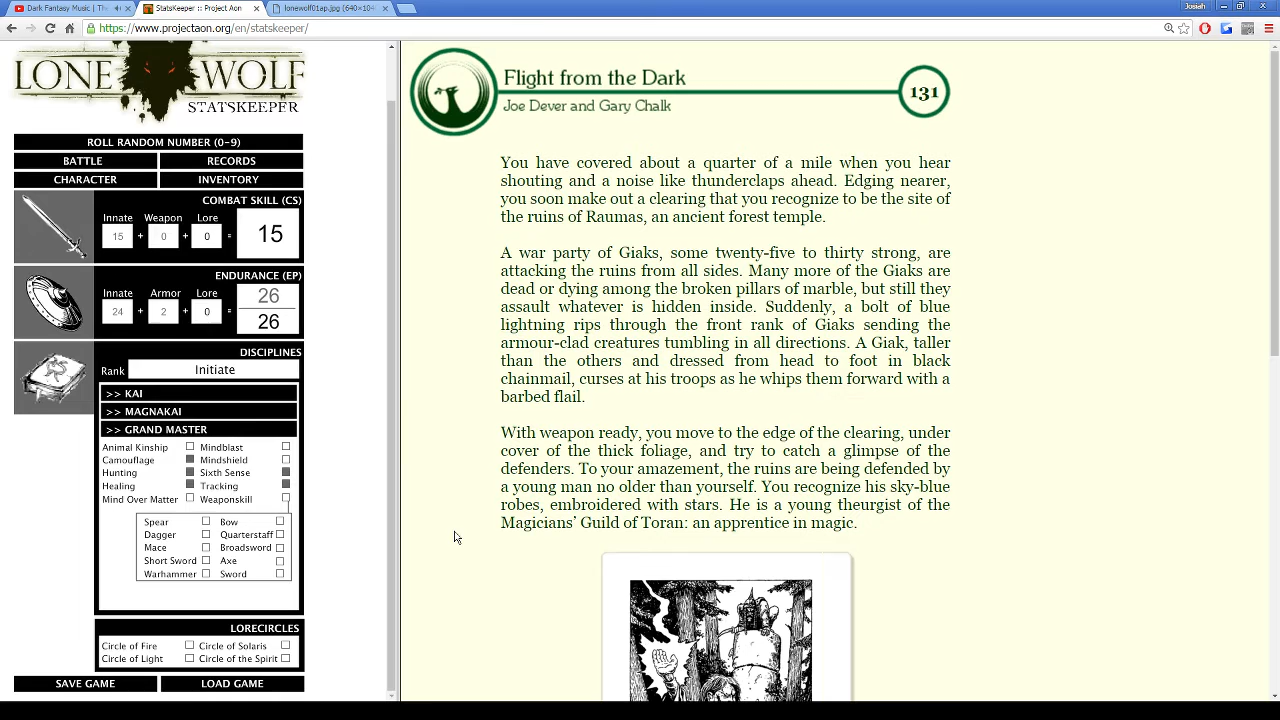 Dark Fantasy Music | Th
StatsKeeper :: Project Aon
lonewolf01ap.jpg (640×104
Josiah
https://www.projectaon.org/en/statskeeper/
LONE WOLF
STATSKEEPER
ROLL RANDOM NUMBER (0-9)
BATTLE RECORDS
CHARACTER INVENTORY
COMBAT SKILL (CS)
Innate Weapon Lore
15 + 0 + 0 = 15
ENDURANCE (EP)
Innate Armor Lore
24 + 2 + 0 = 26
26
DISCIPLINES
Rank Initiate
>> KAI
>> MAGNAKAI
>> GRAND MASTER
Animal Kinship Mindblast
Camouflage Mindshield
Hunting Sixth Sense
Healing Tracking
Mind Over Matter Weaponskill
Spear Bow
Dagger Quarterstaff
Mace Broadsword
Short Sword Axe
Warhammer Sword
LORECIRCLES
Circle of Fire Circle of Solaris
Circle of Light Circle of the Spirit
SAVE GAME LOAD GAME
Flight from the Dark
Joe Dever and Gary Chalk
131
You have covered about a quarter of a mile when you hear
shouting and a noise like thunderclaps ahead. Edging nearer,
you soon make out a clearing that you recognize to be the site of
the ruins of Raumas, an ancient forest temple.
A war party of Giaks, some twenty-five to thirty strong, are
attacking the ruins from all sides. Many more of the Giaks are
dead or dying among the broken pillars of marble, but still they
assault whatever is hidden inside. Suddenly, a bolt of blue
lightning rips through the front rank of Giaks sending the
armour-clad creatures tumbling in all directions. A Giak, taller
than the others and dressed from head to foot in black
chainmail, curses at his troops as he whips them forward with a
barbed flail.
With weapon ready, you move to the edge of the clearing, under
cover of the thick foliage, and try to catch a glimpse of the
defenders. To your amazement, the ruins are being defended by
a young man no older than yourself. You recognize his sky-blue
robes, embroidered with stars. He is a young theurgist of the
Magicians’ Guild of Toran: an apprentice in magic.